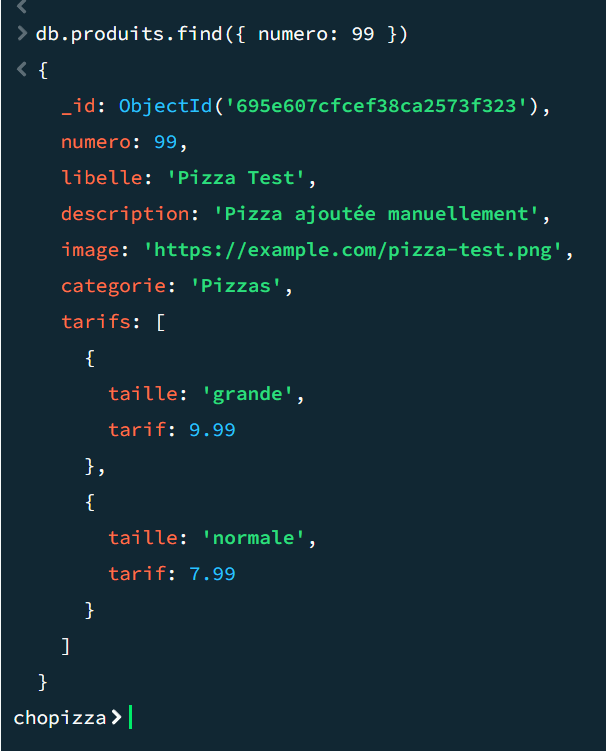 db.produits.find({ numero: 99 })
{
_id: ObjectId('695e607cfcef38ca2573f323'),
numero: 99,
libelle: 'Pizza Test',
description: 'Pizza ajoutée manuellement',
image: 'https://example.com/pizza-test.png',
categorie: 'Pizzas',
tarifs: [
{
taille: 'grande',
tarif: 9.99
},
{
taille: 'normale',
tarif: 7.99
}
]
}
chopizza>